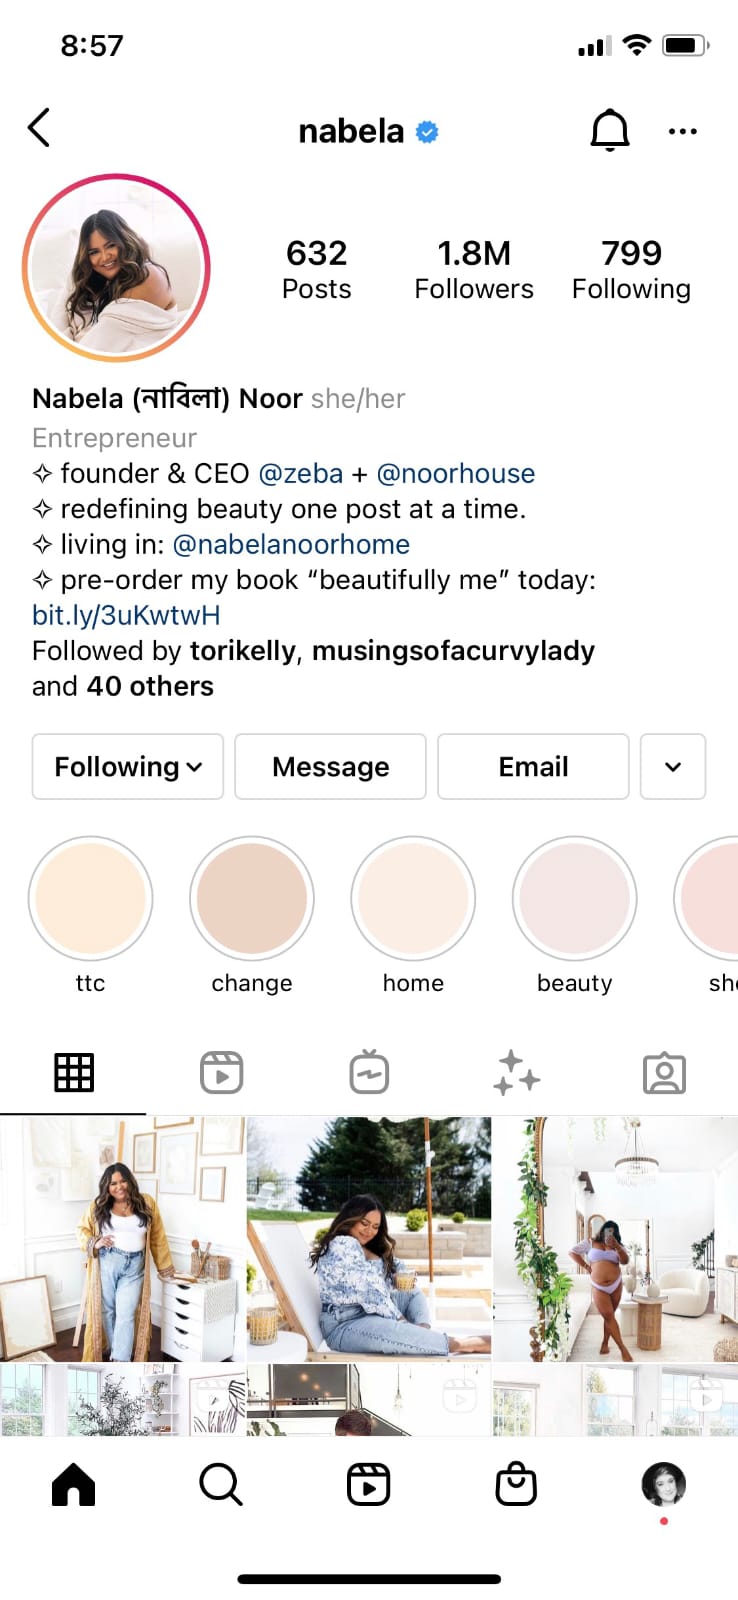 8:57
nabela
632 1.8M 799
Posts Followers Following
Nabela (নাবিলা) Noor she/her
Entrepreneur
✧ founder & CEO @zeba + @noorhouse
✧ redefining beauty one post at a time.
✧ living in: @nabelanoorhome
✧ pre-order my book “beautifully me” today:
bit.ly/3uKwtwH
Followed by torikelly, musingsofacurvylady
and 40 others
Following Message Email
ttc change home beauty